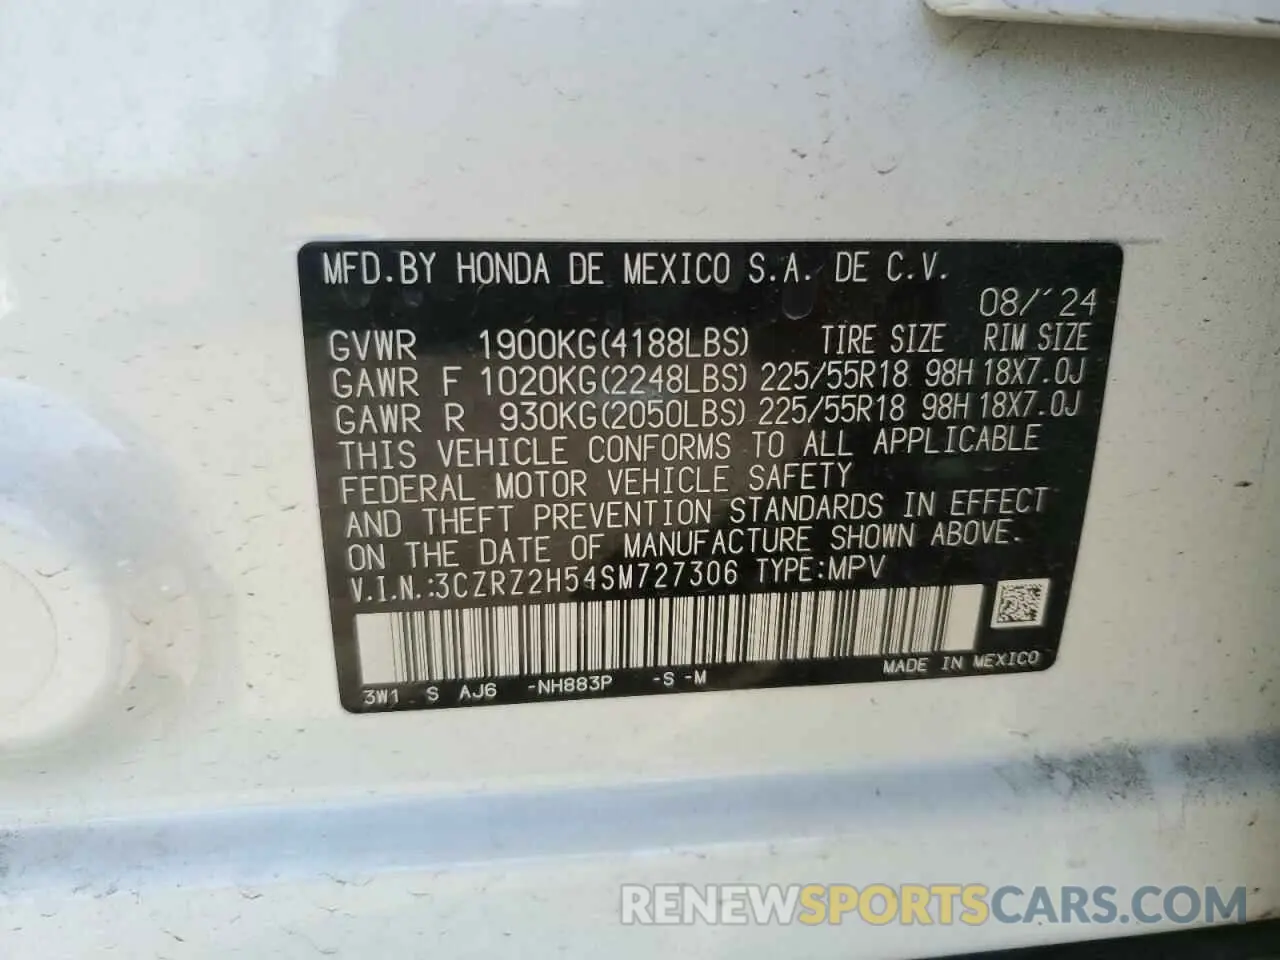 MFD.BY HONDA DE MEXICO S.A. DE C.V.
08/´24
GVWR 1900KG(4188LBS) TIRE SIZE RIM SIZE
GAWR F 1020KG(2248LBS) 225/55R18 98H 18X7.0J
GAWR R 930KG(2050LBS) 225/55R18 98H 18X7.0J
THIS VEHICLE CONFORMS TO ALL APPLICABLE
FEDERAL MOTOR VEHICLE SAFETY
AND THEFT PREVENTION STANDARDS IN EFFECT
ON THE DATE OF MANUFACTURE SHOWN ABOVE.
V.I.N.:3CZRZ2H54SM727306 TYPE:MPV
3W1 S AJ6 -NH883P -S -M MADE IN MEXICO
RENEWSPORTSCARS.COM